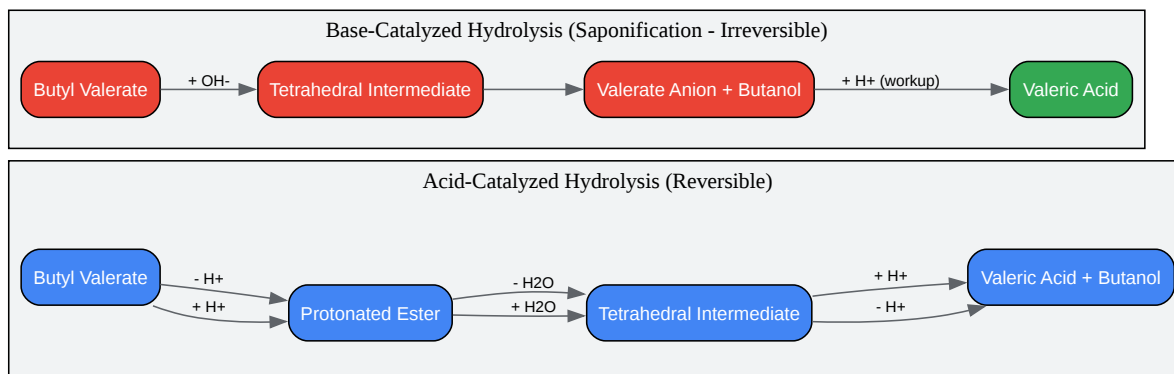 Base-Catalyzed Hydrolysis (Saponification - Irreversible)
Butyl Valerate
+ OH-
Tetrahedral Intermediate
Valerate Anion + Butanol
+ H+ (workup)
Valeric Acid
Acid-Catalyzed Hydrolysis (Reversible)
Butyl Valerate
- H+
+ H+
Protonated Ester
- H2O
+ H2O
Tetrahedral Intermediate
+ H+
- H+
Valeric Acid + Butanol